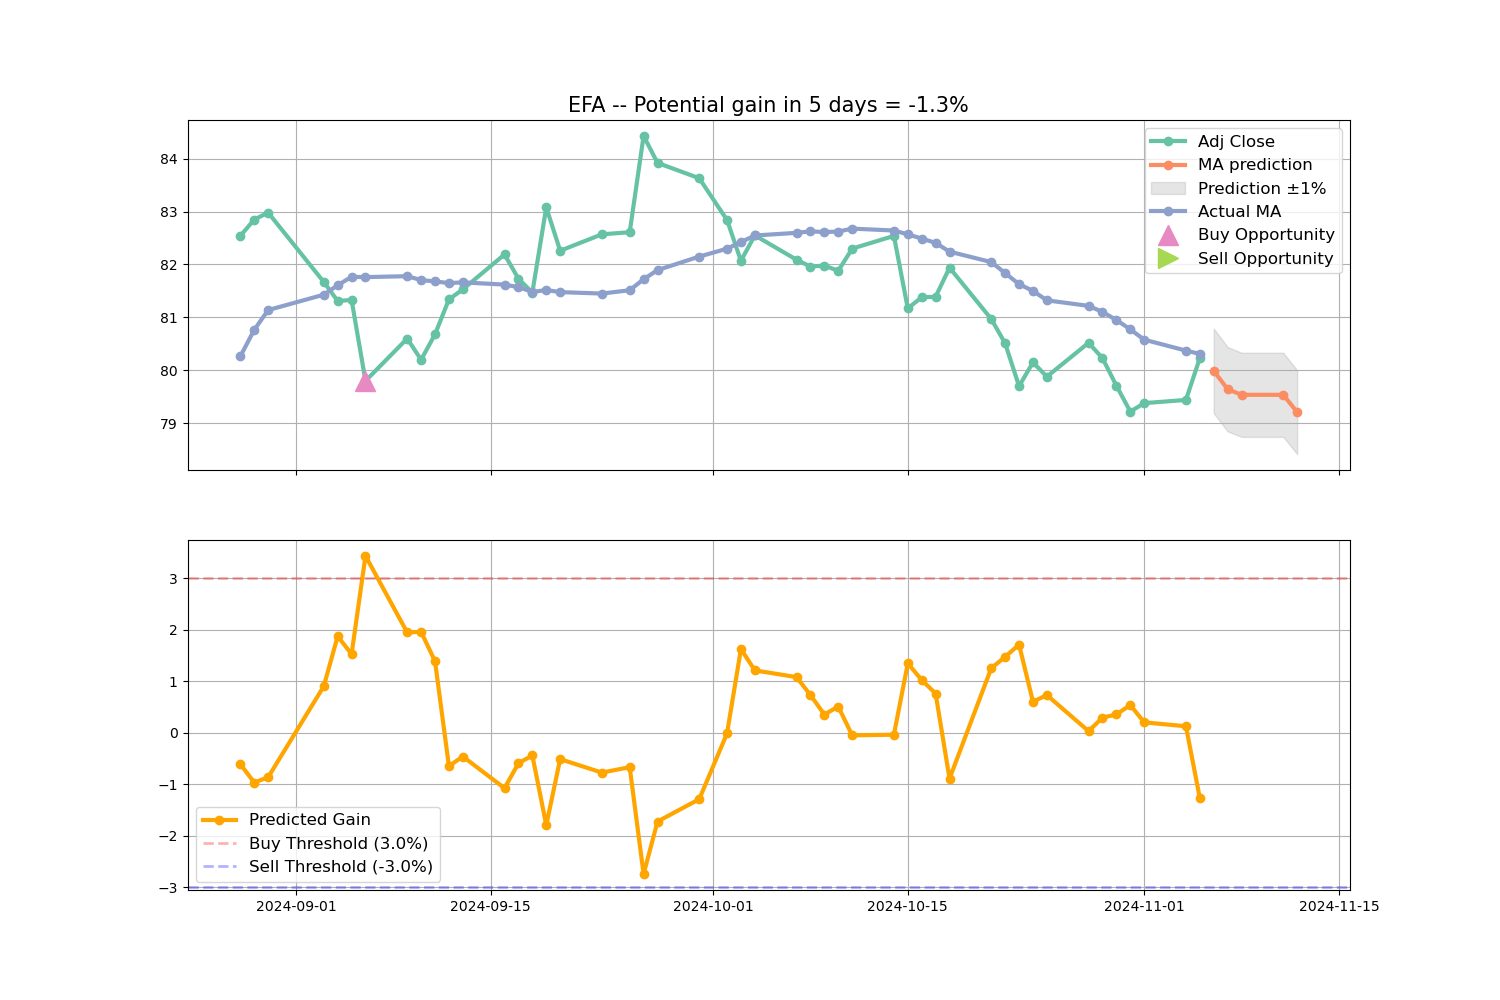 EFA -- Potential gain in 5 days = -1.3%
84
83
82
81
80
79
Adj Close
MA prediction
Prediction ±1%
Actual MA
Buy Opportunity
Sell Opportunity
3
2
1
0
−1
−2
−3
Predicted Gain
Buy Threshold (3.0%)
Sell Threshold (-3.0%)
2024-09-01 2024-09-15 2024-10-01 2024-10-15 2024-11-01 2024-11-15